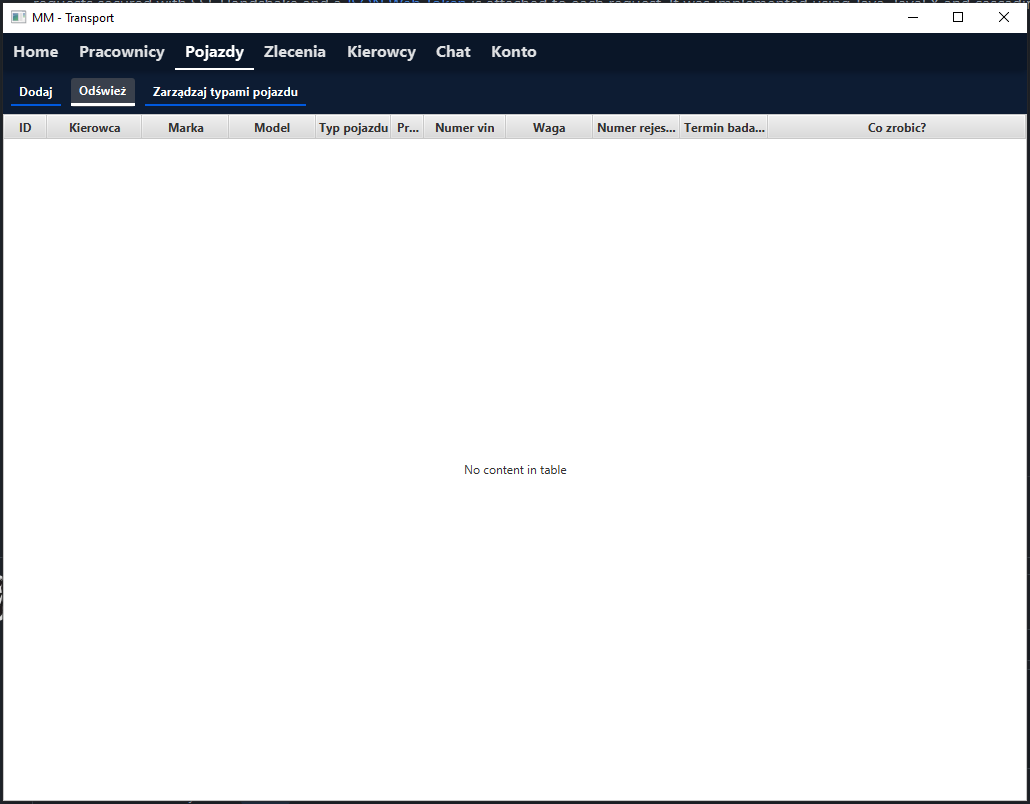 MM - Transport
Home Pracownicy Pojazdy Zlecenia Kierowcy Chat Konto
Dodaj Odśwież Zarządzaj typami pojazdu
ID Kierowca Marka Model Typ pojazdu Pr... Numer vin Waga Numer rejes... Termin bada... Co zrobic?
No content in table